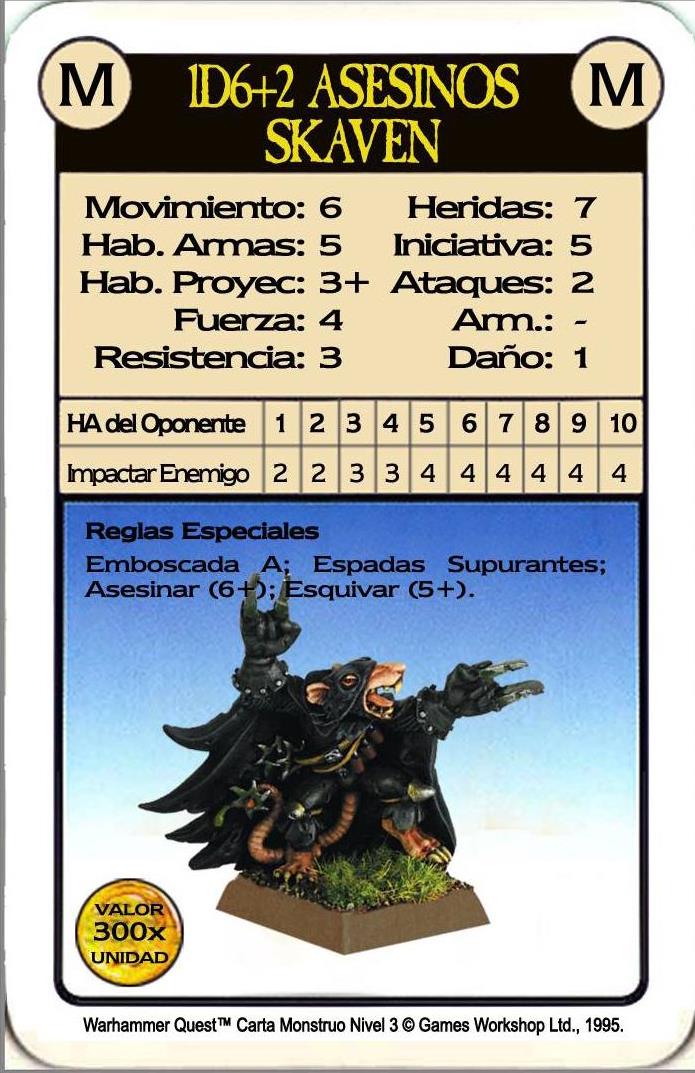 M 1D6+2 ASESINOS M
SKAVEN
Movimiento: 6 Heridas: 7
Hab. Armas: 5 Iniciativa: 5
Hab. Proyec: 3+ Ataques: 2
Fuerza: 4 Arm.: -
Resistencia: 3 Daño: 1
HA del Oponente 1 2 3 4 5 6 7 8 9 10
Impactar Enemigo 2 2 3 3 4 4 4 4 4 4
Reglas Especiales
Emboscada A; Espadas Supurantes;
Asesinar (6+); Esquivar (5+).
VALOR
300x
UNIDAD
Warhammer Quest™ Carta Monstruo Nivel 3 © Games Workshop Ltd., 1995.